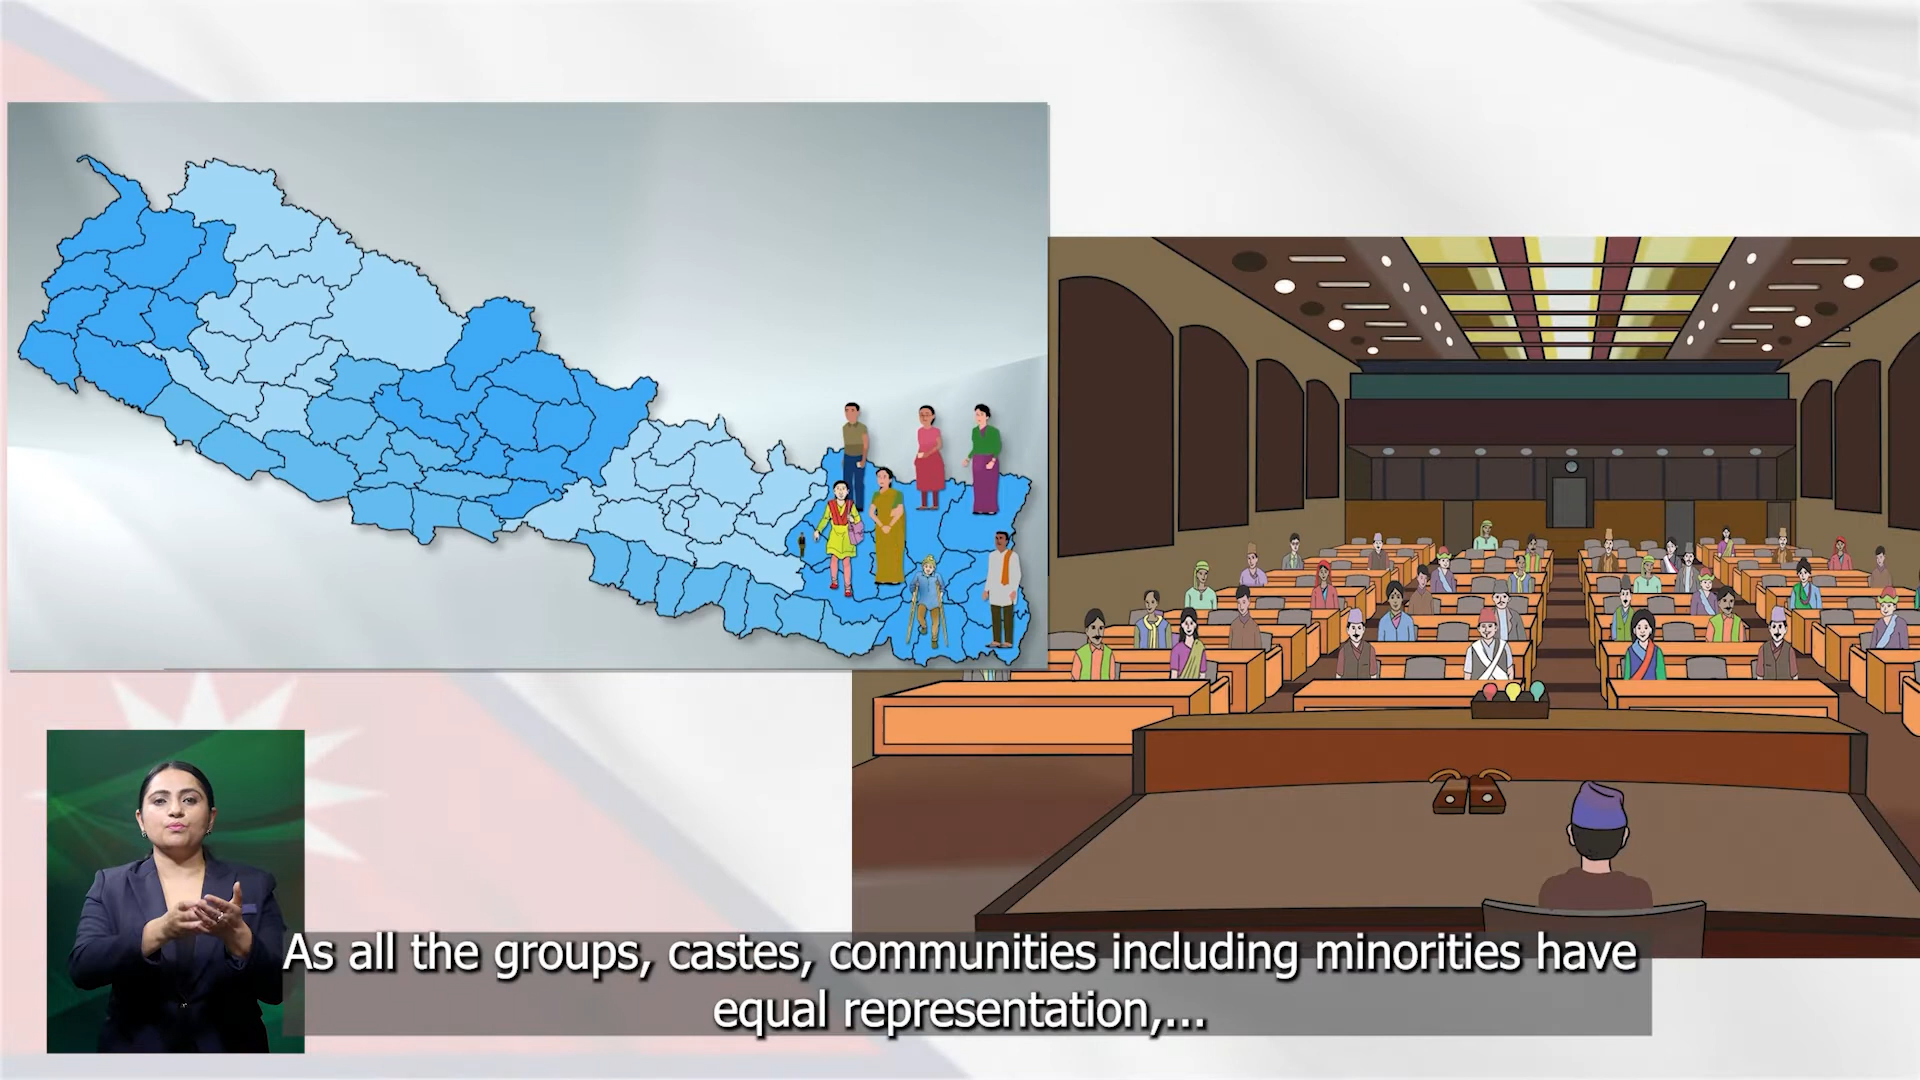 As all the groups, castes, communities including minorities have
equal representation,...